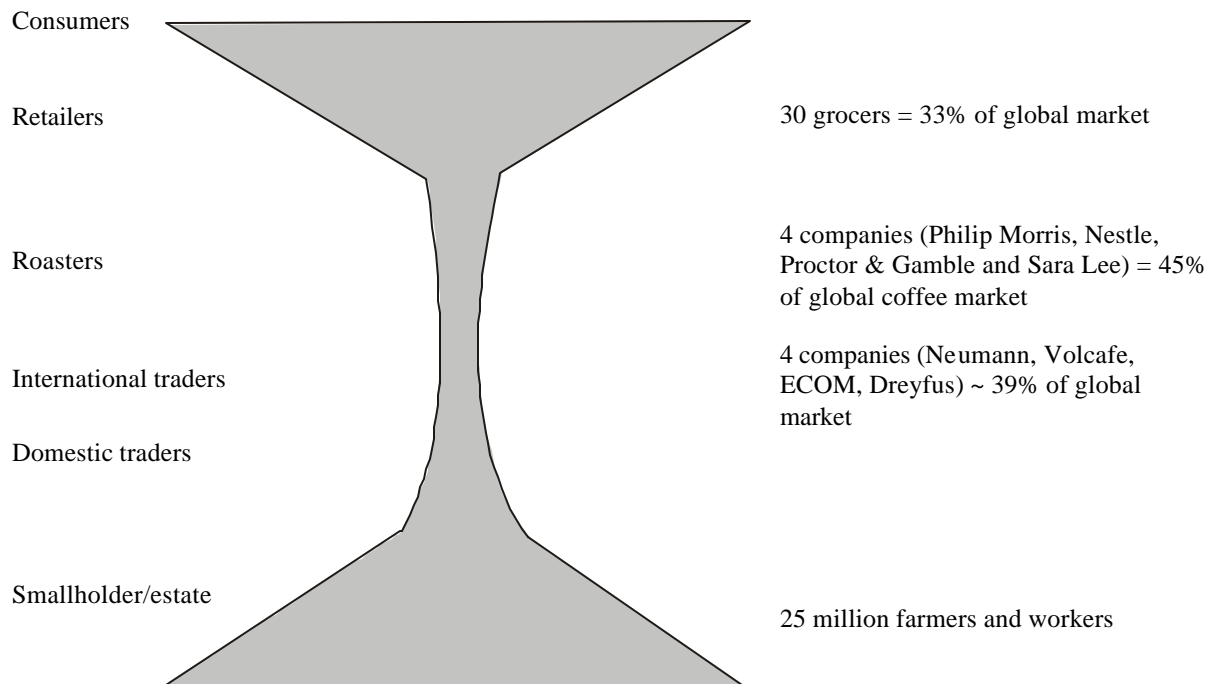 Consumers
Retailers
30 grocers = 33% of global market
Roasters
4 companies (Philip Morris, Nestle,
Proctor & Gamble and Sara Lee) = 45%
of global coffee market
International traders
4 companies (Neumann, Volcafe,
ECOM, Dreyfus) ~ 39% of global
market
Domestic traders
Smallholder/estate
25 million farmers and workers